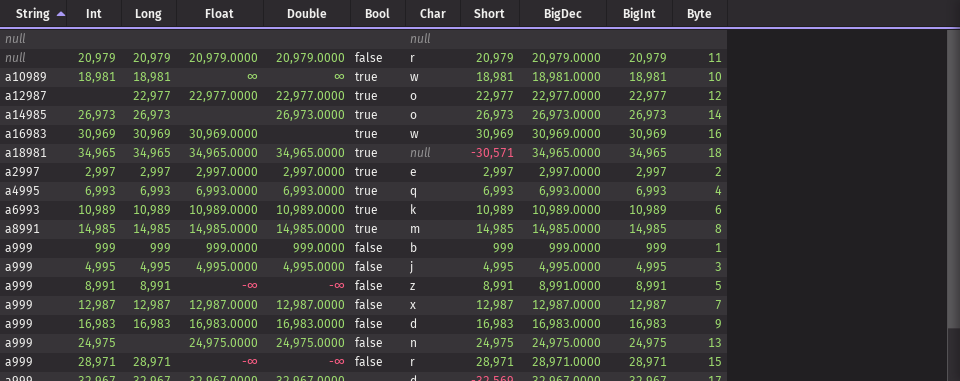 String Int Long Float Double Bool Char Short BigDec BigInt Byte
null null
null 20,979 20,979 20,979.0000 20,979.0000 false r 20,979 20,979.0000 20,979 11
a10989 18,981 18,981 ∞ ∞ true w 18,981 18,981.0000 18,981 10
a12987 22,977 22,977.0000 22,977.0000 true o 22,977 22,977.0000 22,977 12
a14985 26,973 26,973 26,973.0000 true o 26,973 26,973.0000 26,973 14
a16983 30,969 30,969 30,969.0000 true w 30,969 30,969.0000 30,969 16
a18981 34,965 34,965 34,965.0000 34,965.0000 true null -30,571 34,965.0000 34,965 18
a2997 2,997 2,997 2,997.0000 2,997.0000 true e 2,997 2,997.0000 2,997 2
a4995 6,993 6,993 6,993.0000 6,993.0000 true q 6,993 6,993.0000 6,993 4
a6993 10,989 10,989 10,989.0000 10,989.0000 true k 10,989 10,989.0000 10,989 6
a8991 14,985 14,985 14,985.0000 14,985.0000 true m 14,985 14,985.0000 14,985 8
a999 999 999 999.0000 999.0000 false b 999 999.0000 999 1
a999 4,995 4,995 4,995.0000 4,995.0000 false j 4,995 4,995.0000 4,995 3
a999 8,991 8,991 -∞ -∞ false z 8,991 8,991.0000 8,991 5
a999 12,987 12,987 12,987.0000 12,987.0000 false x 12,987 12,987.0000 12,987 7
a999 16,983 16,983 16,983.0000 16,983.0000 false d 16,983 16,983.0000 16,983 9
a999 24,975 24,975.0000 24,975.0000 false n 24,975 24,975.0000 24,975 13
a999 28,971 28,971 -∞ -∞ false r 28,971 28,971.0000 28,971 15
a999 32,967 32,967 32,967.0000 32,967.0000 d -32,569 32,967.0000 32,967 17